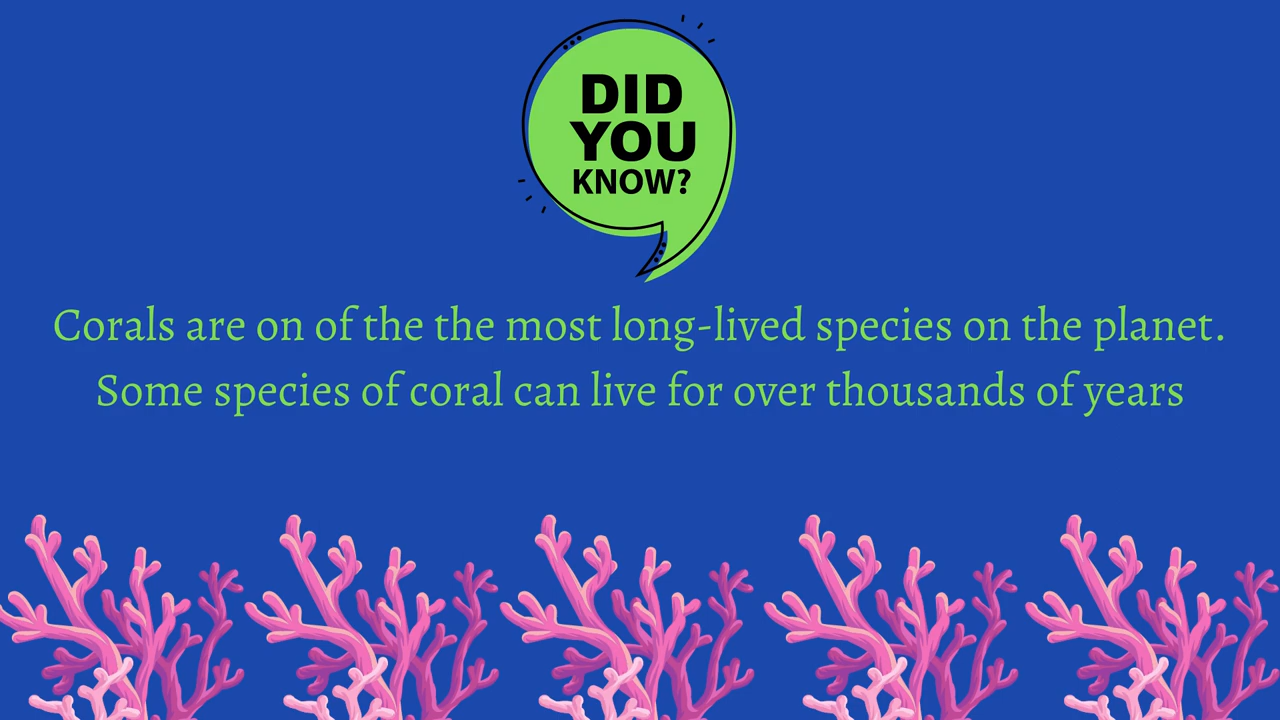 DID
YOU
KNOW?
Corals are on of the the most long-lived species on the planet.
Some species of coral can live for over thousands of years